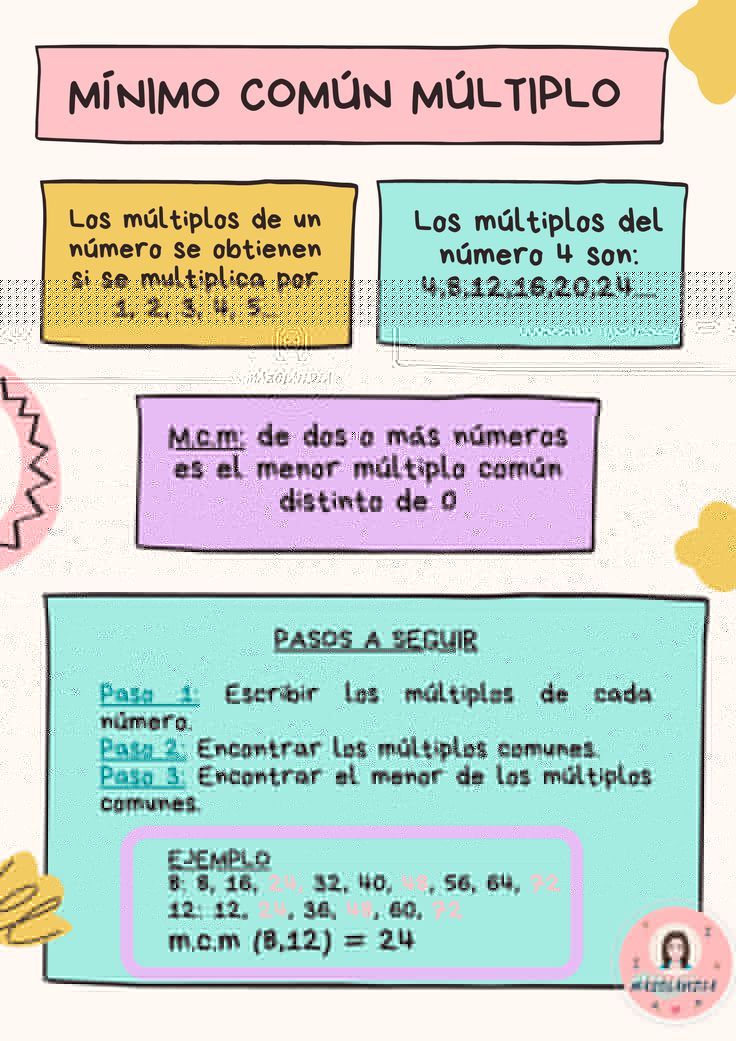 MÍNIMO COMÚN MÚLTIPLO
Los múltiplos de un
número se obtienen
si se multiplica por
1, 2, 3, 4, 5...
Los múltiplos del
número 4 son:
4,8,12,16,20,24....
M.c.m: de dos o más números
es el menor múltiplo común
distinto de 0
PASOS A SEGUIR
Paso 1: Escribir los múltiplos de cada
número.
Paso 2: Encontrar los múltiplos comunes.
Paso 3: Encontrar el menor de los múltiplos
comunes.
EJEMPLO
8: 8, 16, 24, 32, 40, 48, 56, 64, 72
12: 12, 24, 36, 48, 60, 72
m.c.m (8,12) = 24